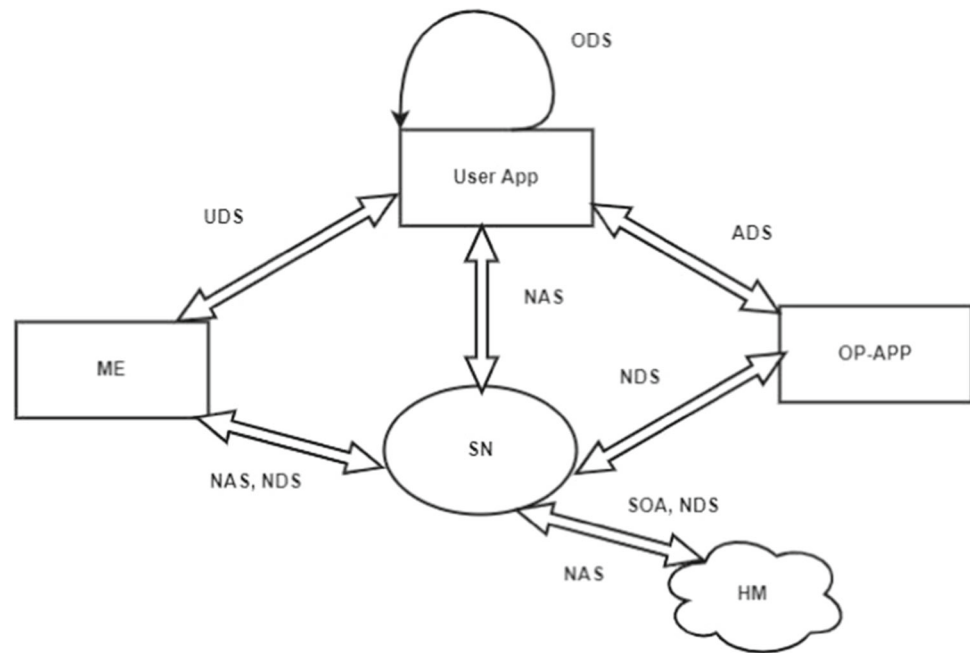 ODS
User App
UDS
ADS
NAS
ME
OP-APP
NDS
SN
NAS, NDS
SOA, NDS
NAS
HM